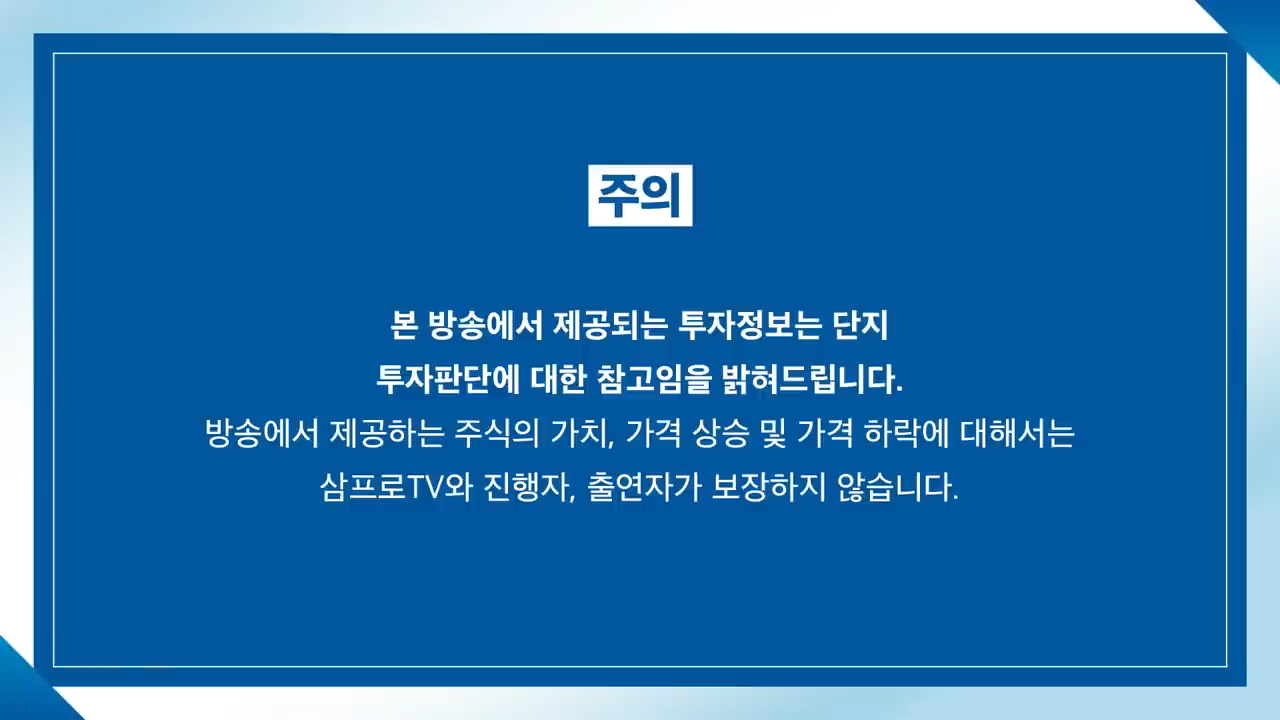 주의
본 방송에서 제공되는 투자정보는 단지
투자판단에 대한 참고임을 밝혀드립니다.
방송에서 제공하는 주식의 가치, 가격 상승 및 가격 하락에 대해서는
삼프로TV와 진행자, 출연자가 보장하지 않습니다.